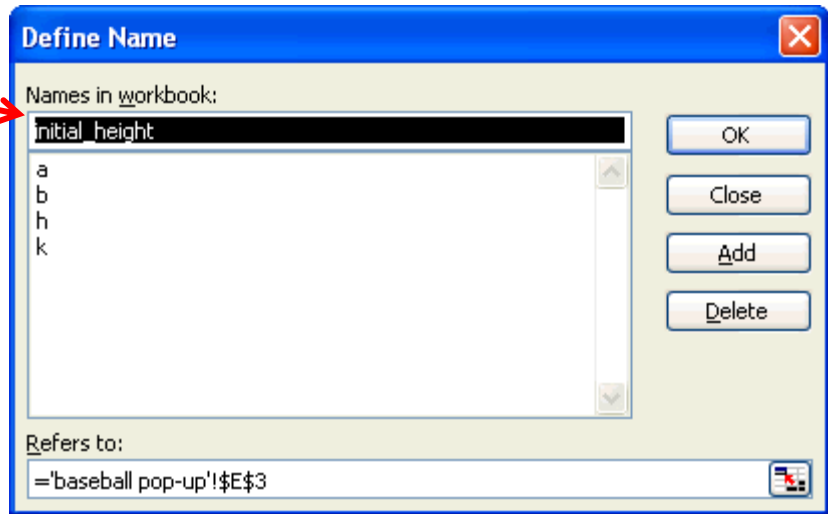 Define Name
Names in workbook:
initial_height
OK
a
b
h
k
Close
Add
Delete
Refers to:
='baseball pop-up'!$E$3